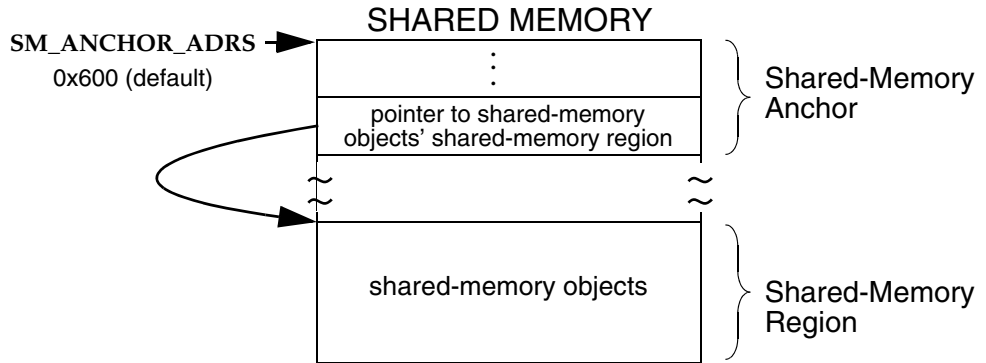 SHARED MEMORY
SM_ANCHOR_ADRS
0x600 (default)
pointer to shared-memory
objects’ shared-memory region
Shared-Memory
Anchor
shared-memory objects
Shared-Memory
Region